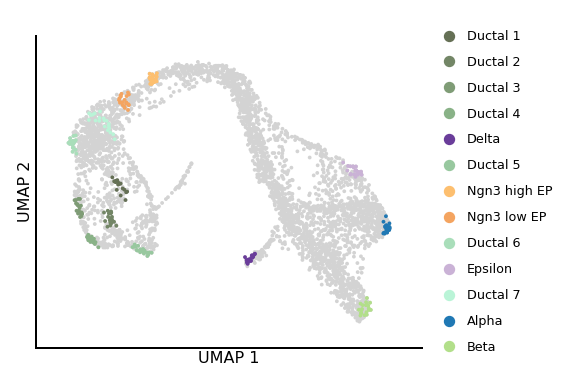 Ductal 1
Ductal 2
Ductal 3
Ductal 4
Delta
Ductal 5
Ngn3 high EP
Ngn3 low EP
Ductal 6
Epsilon
Ductal 7
Alpha
Beta
UMAP 2
UMAP 1